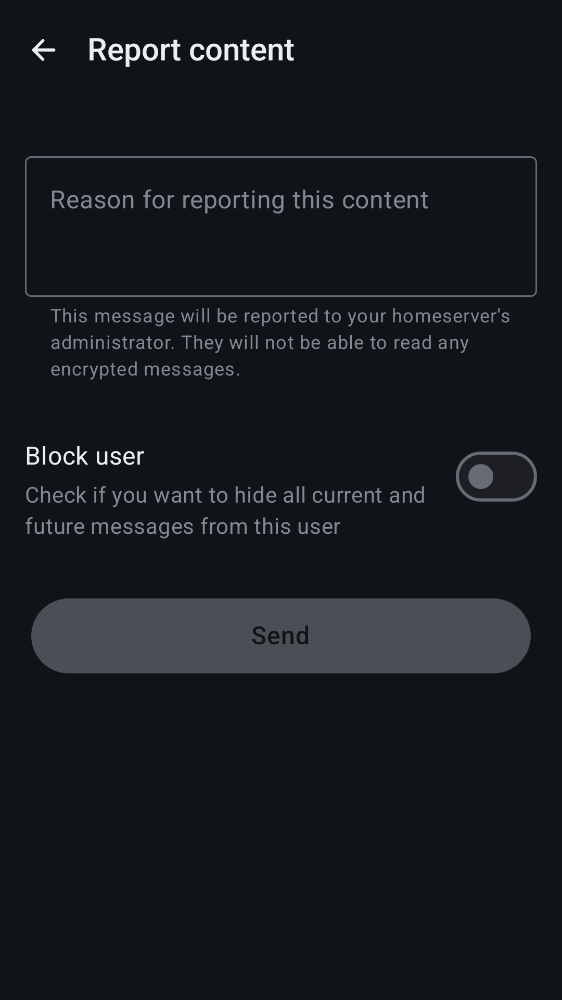 Report content
Reason for reporting this content
This message will be reported to your homeserver’s
administrator. They will not be able to read any
encrypted messages.
Block user
Check if you want to hide all current and
future messages from this user
Send